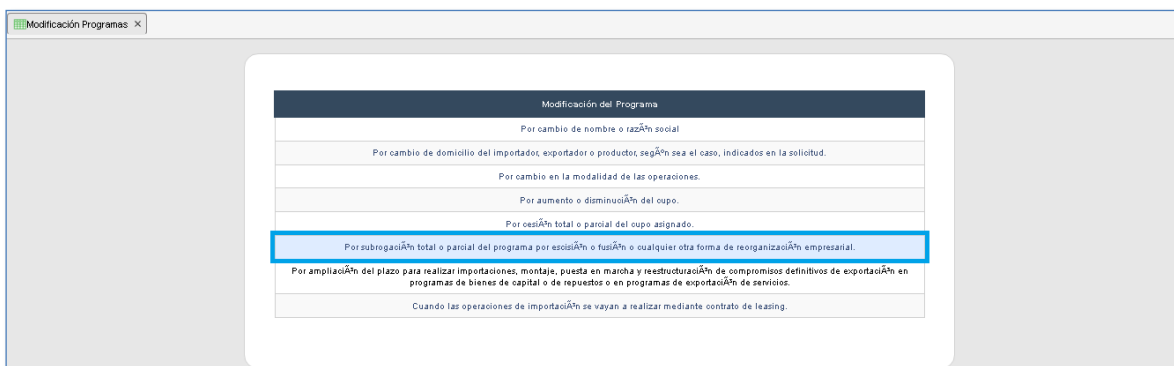 Modificación Programas ×
Modificación del Programa
Por cambio de nombre o razÃ³n social
Por cambio de domicilio del importador, exportador o productor, segÃºn sea el caso, indicados en la solicitud.
Por cambio en la modalidad de las operaciones.
Por aumento o disminuciÃ³n del cupo.
Por cesiÃ³n total o parcial del cupo asignado.
Por subrogaciÃ³n total o parcial del programa por escisiÃ³n o fusiÃ³n o cualquier otra forma de reorganizaciÃ³n empresarial.
Por ampliaciÃ³n del plazo para realizar importaciones, montaje, puesta en marcha y reestructuraciÃ³n de compromisos definitivos de exportaciÃ³n en
programas de bienes de capital o de repuestos o en programas de exportaciÃ³n de servicios.
Cuando las operaciones de importaciÃ³n se vayan a realizar mediante contrato de leasing.